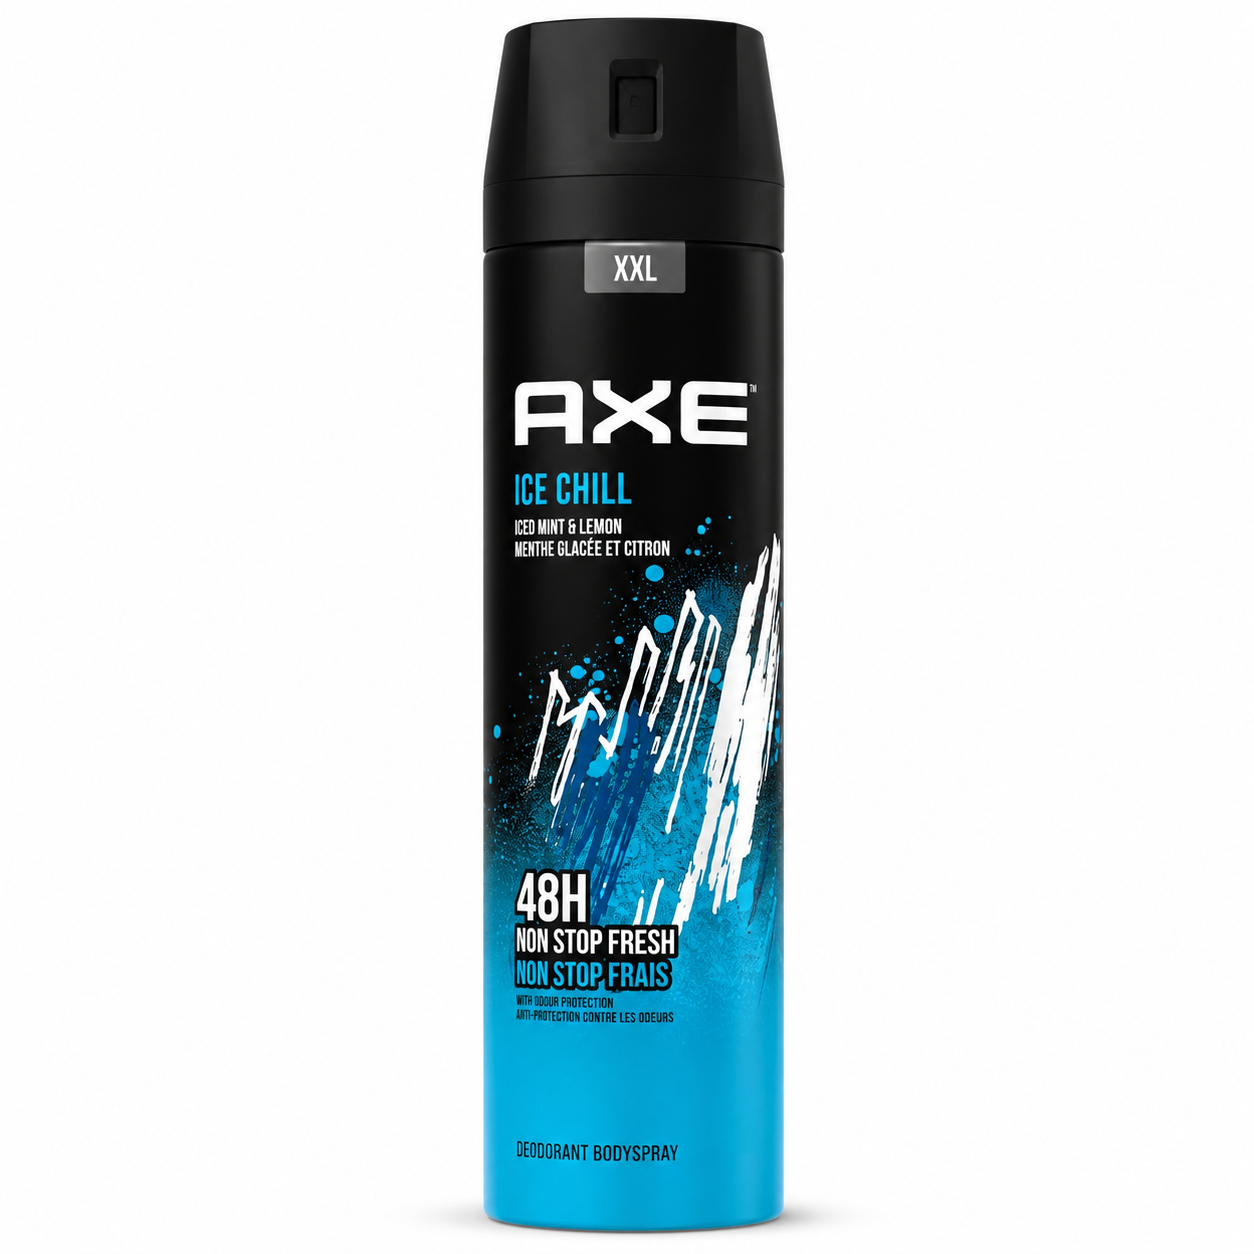 XXL
AXE™
ICE CHILL
ICED MINT & LEMON
MENTHE GLACÉE ET CITRON
48H
NON STOP FRESH
NON STOP FRAIS
WITH ODOUR PROTECTION
ANTI-PROTECTION CONTRE LES ODEURS
DEODORANT BODYSPRAY